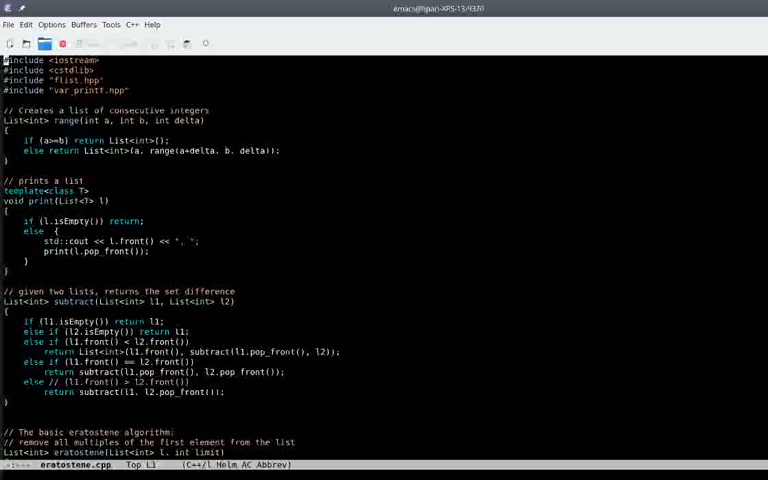 emacs@lipari-XPS-13-9370
File Edit Options Buffers Tools C++ Help
#include <iostream>
#include <cstdlib>
#include "flist.hpp"
#include "var_printf.hpp"
// Creates a list of consecutive integers
List<int> range(int a, int b, int delta)
{
if (a>=b) return List<int>();
else return List<int>(a, range(a+delta, b, delta));
}
// prints a list
template<class T>
void print(List<T> l)
{
if (l.isEmpty()) return;
else {
std::cout << l.front() << ", ";
print(l.pop_front());
}
}
// given two lists, returns the set difference
List<int> subtract(List<int> l1, List<int> l2)
{
if (l1.isEmpty()) return l1;
else if (l2.isEmpty()) return l1;
else if (l1.front() < l2.front())
return List<int>(l1.front(), subtract(l1.pop_front(), l2));
else if (l1.front() == l2.front())
return subtract(l1.pop_front(), l2.pop_front());
else // (l1.front() > l2.front())
return subtract(l1, l2.pop_front());
}
// The basic eratostene algorithm:
// remove all multiples of the first element from the list
List<int> eratostene(List<int> l, int limit)
-:--- eratostene.cpp Top L1 (C++/l Helm AC Abbrev)